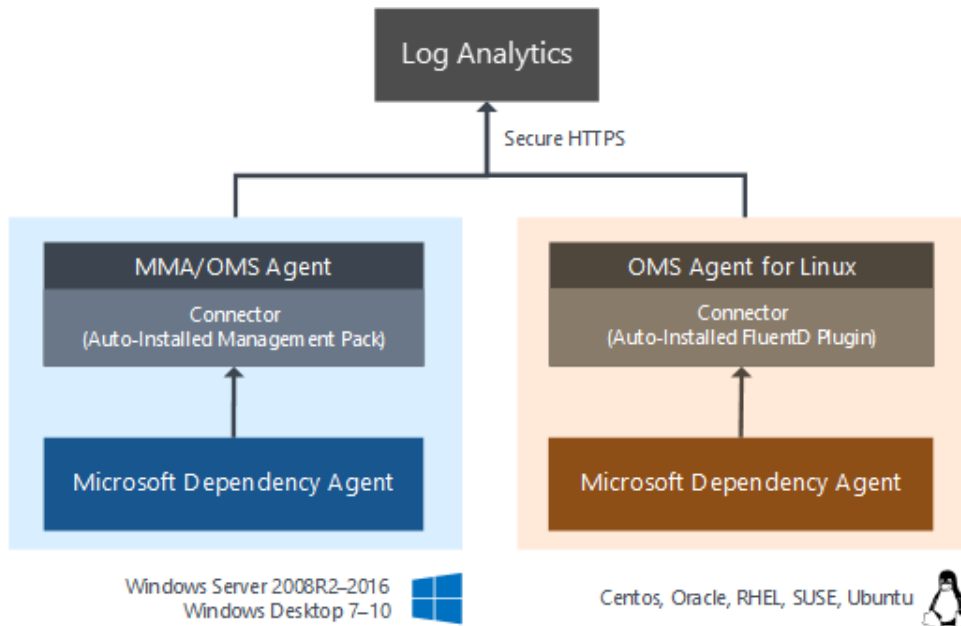 Log Analytics
Secure HTTPS
MMA/OMS Agent
Connector
(Auto-Installed Management Pack)
Microsoft Dependency Agent
Windows Server 2008R2–2016
Windows Desktop 7–10
OMS Agent for Linux
Connector
(Auto-Installed FluentD Plugin)
Microsoft Dependency Agent
Centos, Oracle, RHEL, SUSE, Ubuntu